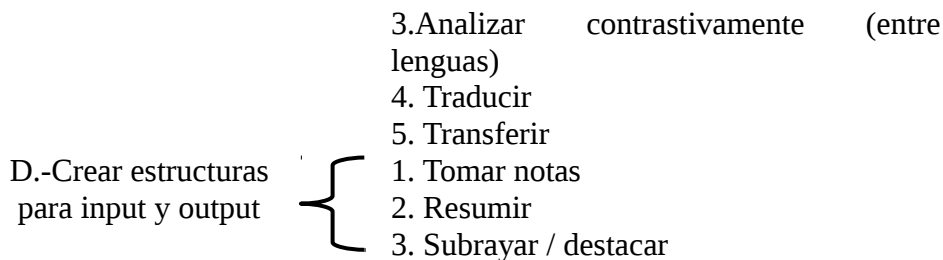 3.Analizar contrastivamente (entre
lenguas)
4. Traducir
5. Transferir
D.-Crear estructuras
para input y output
1. Tomar notas
2. Resumir
3. Subrayar / destacar